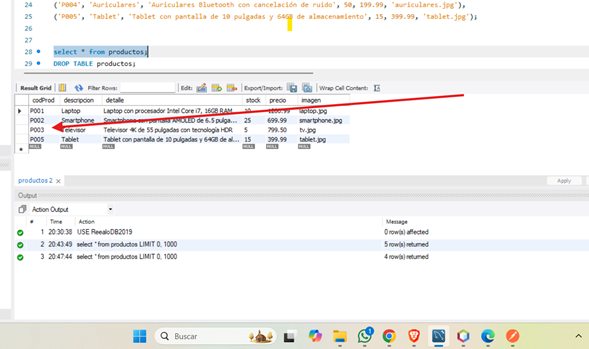 24 ('P004', 'Auriculares', 'Auriculares Bluetooth con cancelación de ruido', 50, 199.99, 'auriculares.jpg'),
25 ('P005', 'Tablet', 'Tablet con pantalla de 10 pulgadas y 64GB de almacenamiento', 15, 399.99, 'tablet.jpg');
26
27
28 select * from productos;
29 DROP TABLE productos;
Result Grid Filter Rows: Edit: Export/Import: Wrap Cell Content:
codProd descripcion detalle stock precio imagen
P001 Laptop Laptop con procesador Intel Core i7, 16GB RAM laptop.jpg
P002 Smartphone Smartphone con pantalla AMOLED de 6.5 pulga... 25 699.99 smartphone.jpg
P003 Televisor Televisor 4K de 55 pulgadas con tecnología HDR 5 799.50 tv.jpg
P005 Tablet Tablet con pantalla de 10 pulgadas y 64GB de al... 15 399.99 tablet.jpg
NULL NULL NULL NULL NULL NULL
productos 2 Apply
Output
Action Output
# Time Action Message
1 20:30:38 USE ReealoDB2019 0 row(s) affected
2 20:43:49 select * from productos LIMIT 0, 1000 5 row(s) returned
3 20:47:44 select * from productos LIMIT 0, 1000 4 row(s) returned
Buscar
1